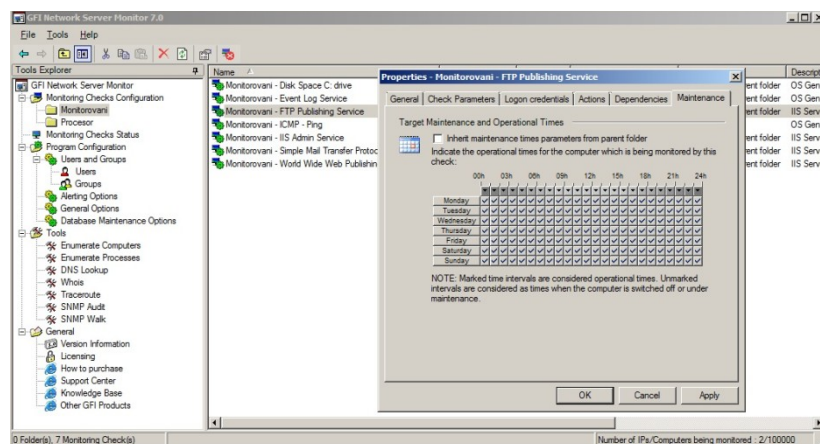 GFI Network Server Monitor 7.0
File Tools Help
Tools Explorer
GFI Network Server Monitor
Monitoring Checks Configuration
Monitorovani
Procesor
Monitoring Checks Status
Program Configuration
Users and Groups
Users
Groups
Alerting Options
General Options
Database Maintenance Options
Tools
Enumerate Computers
Enumerate Processes
DNS Lookup
Whois
Traceroute
SNMP Audit
SNMP Walk
General
Version Information
Licensing
How to purchase
Support Center
Knowledge Base
Other GFI Products
Name
Monitorovani - Disk Space C: drive
Monitorovani - Event Log Service
Monitorovani - FTP Publishing Service
Monitorovani - ICMP - Ping
Monitorovani - IIS Admin Service
Monitorovani - Simple Mail Transfer Protoc
Monitorovani - World Wide Web Publishin
Properties - Monitorovani - FTP Publishing Service
General Check Parameters Logon credentials Actions Dependencies Maintenance
Target Maintenance and Operational Times
Inherit maintenance times parameters from parent folder
Indicate the operational times for the computer which is being monitored by this
check:
00h 03h 06h 09h 12h 15h 18h 21h 24h
Monday
Tuesday
Wednesday
Thursday
Friday
Saturday
Sunday
NOTE: Marked time intervals are considered operational times. Unmarked
intervals are considered as times when the computer is switched off or under
maintenance.
OK Cancel Apply
Descript
ent folder OS Gen
OS Gen
ent folder IIS Serv
OS Gen
ent folder IIS Serv
ent folder IIS Serv
ent folder IIS Serv
0 Folder(s), 7 Monitoring Check(s)
Number of IPs/Computers being monitored : 2/100000